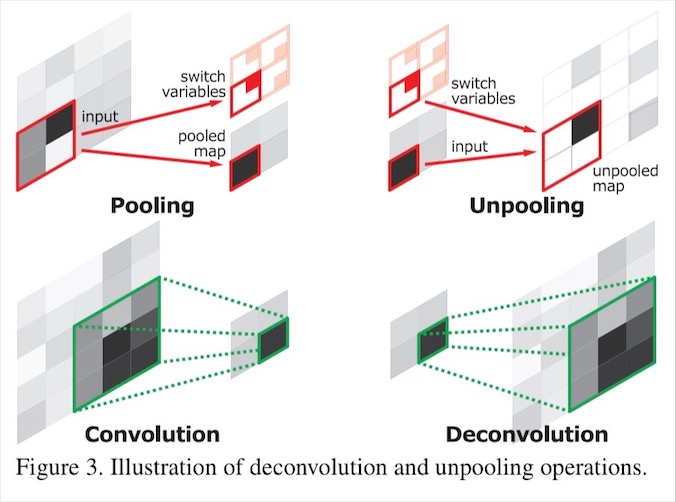 switch
variables
input
pooled
map
Pooling
switch
variables
input
unpooled
map
Unpooling
Convolution
Deconvolution
Figure 3. Illustration of deconvolution and unpooling operations.